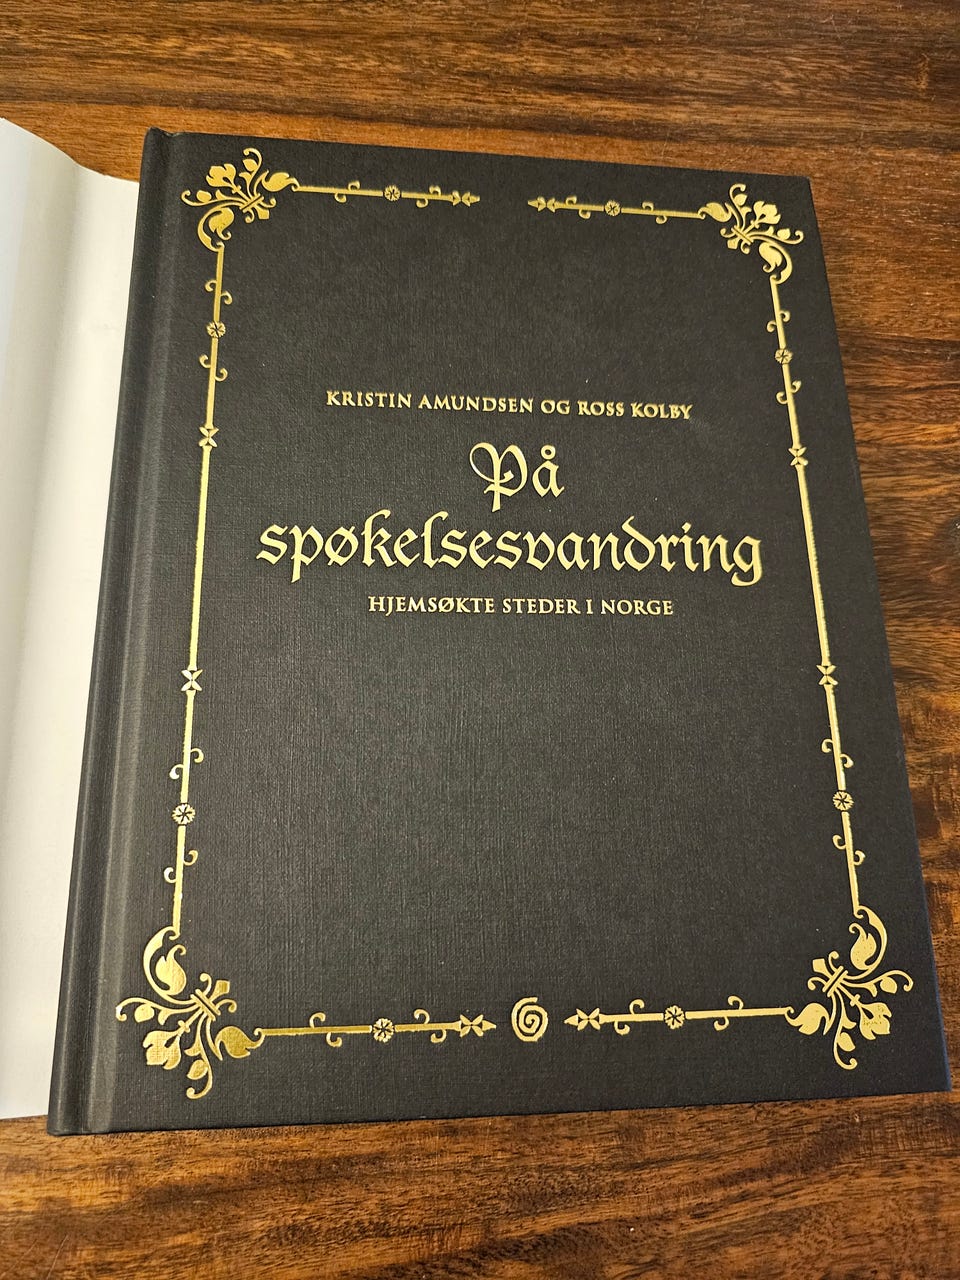 KRISTIN AMUNDSEN OG ROSS KOLBY
På
spøkelsesvandring
HJEMSØKTE STEDER I NORGE